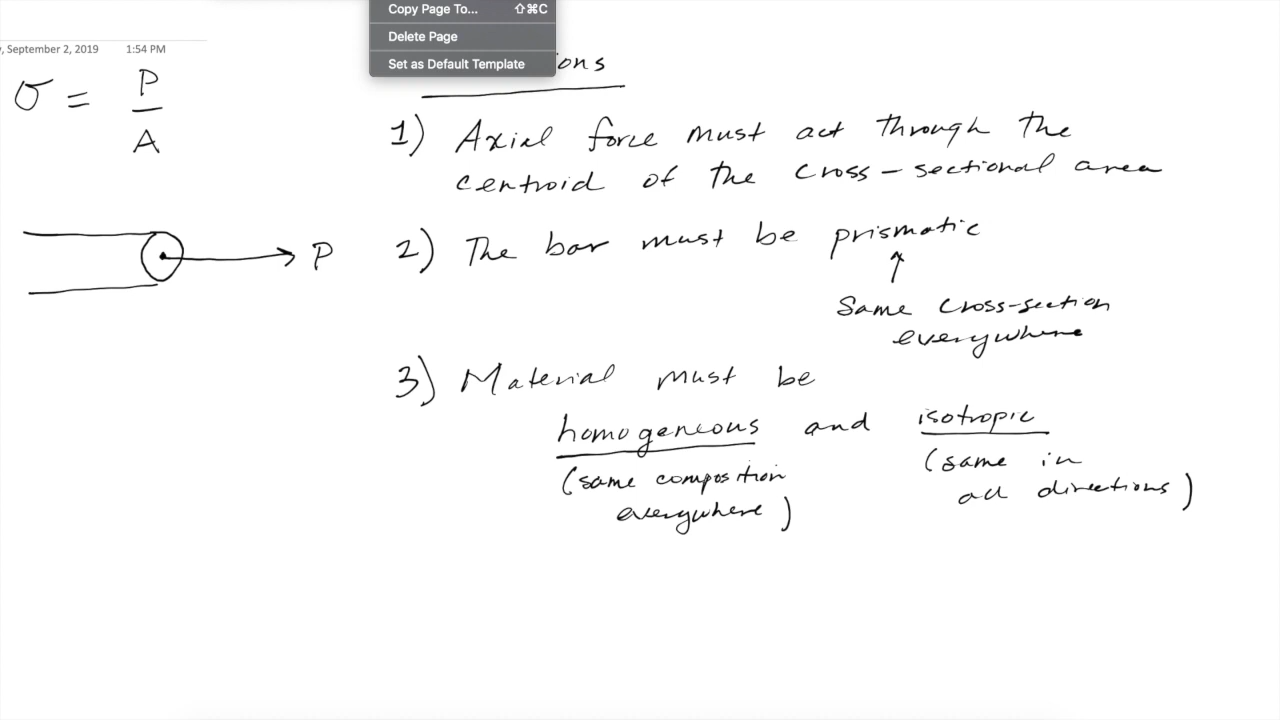 Copy Page To... ⇧⌘C
Delete Page
Set as Default Template
, September 2, 2019 1:54 PM
ons
σ = P
A
1) Axial force must act through the
centroid of the cross-sectional area
P
2) The bar must be prismatic
same cross-section
everywhere
3) Material must be
homogeneous and isotropic
(same compostion
everywhere)
(same in
all directions)